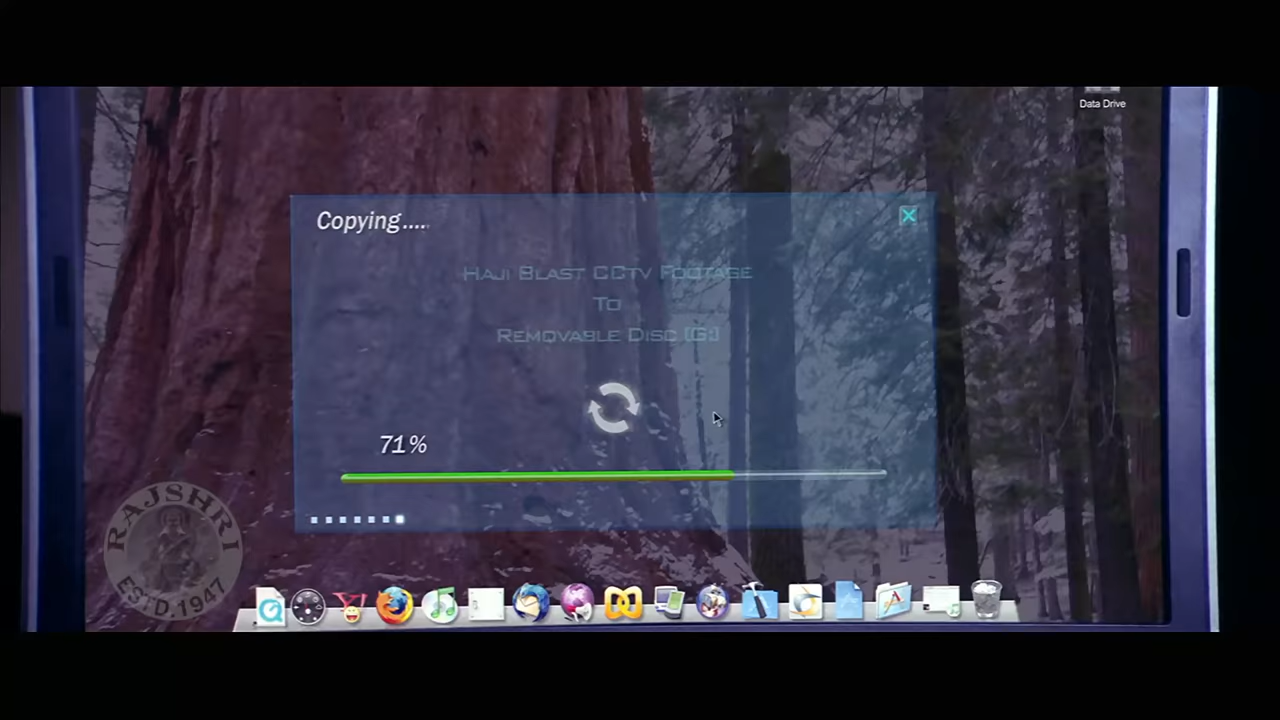 Data Drive
Copying....
HAJI BLAST CCTV FOOTAGE
TO
REMOVABLE DISC [G:]
71%
RAJSHRI
ESTD.1947